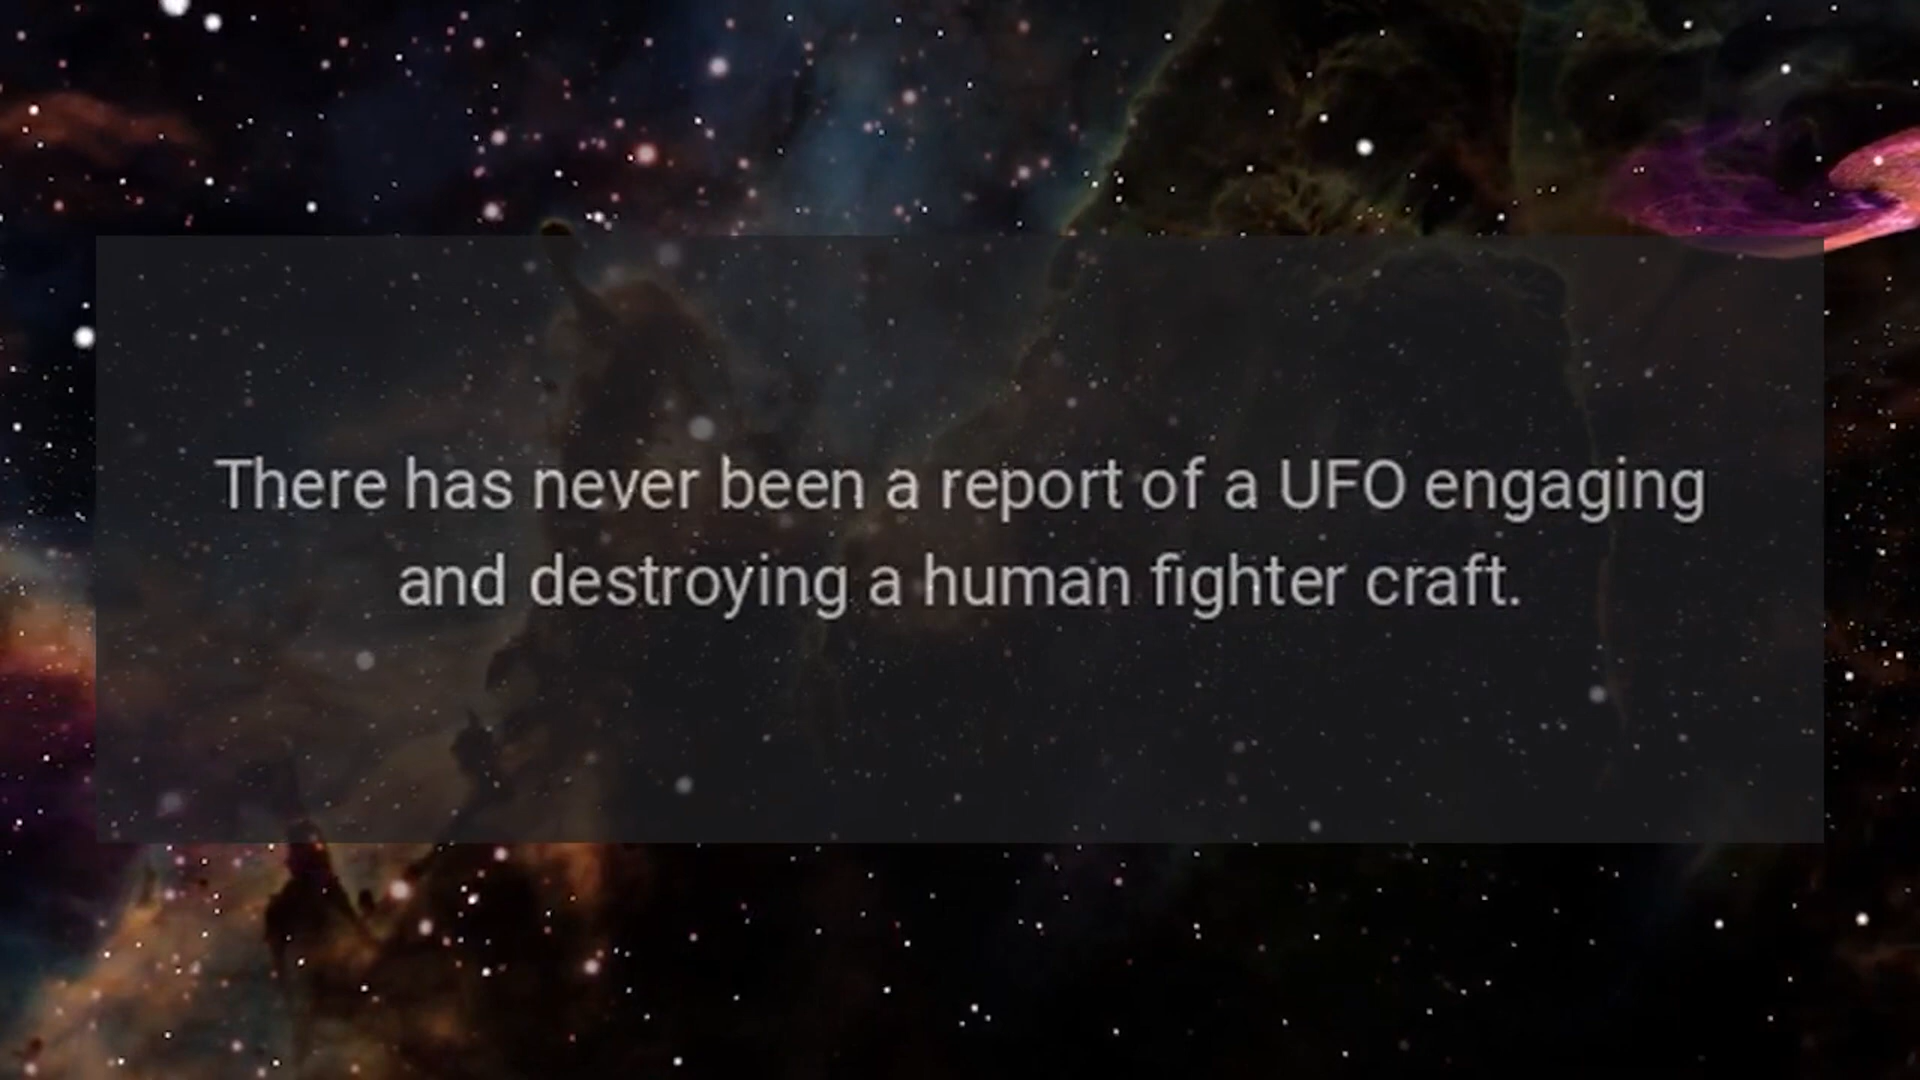 There has never been a report of a UFO engaging
and destroying a human fighter craft.